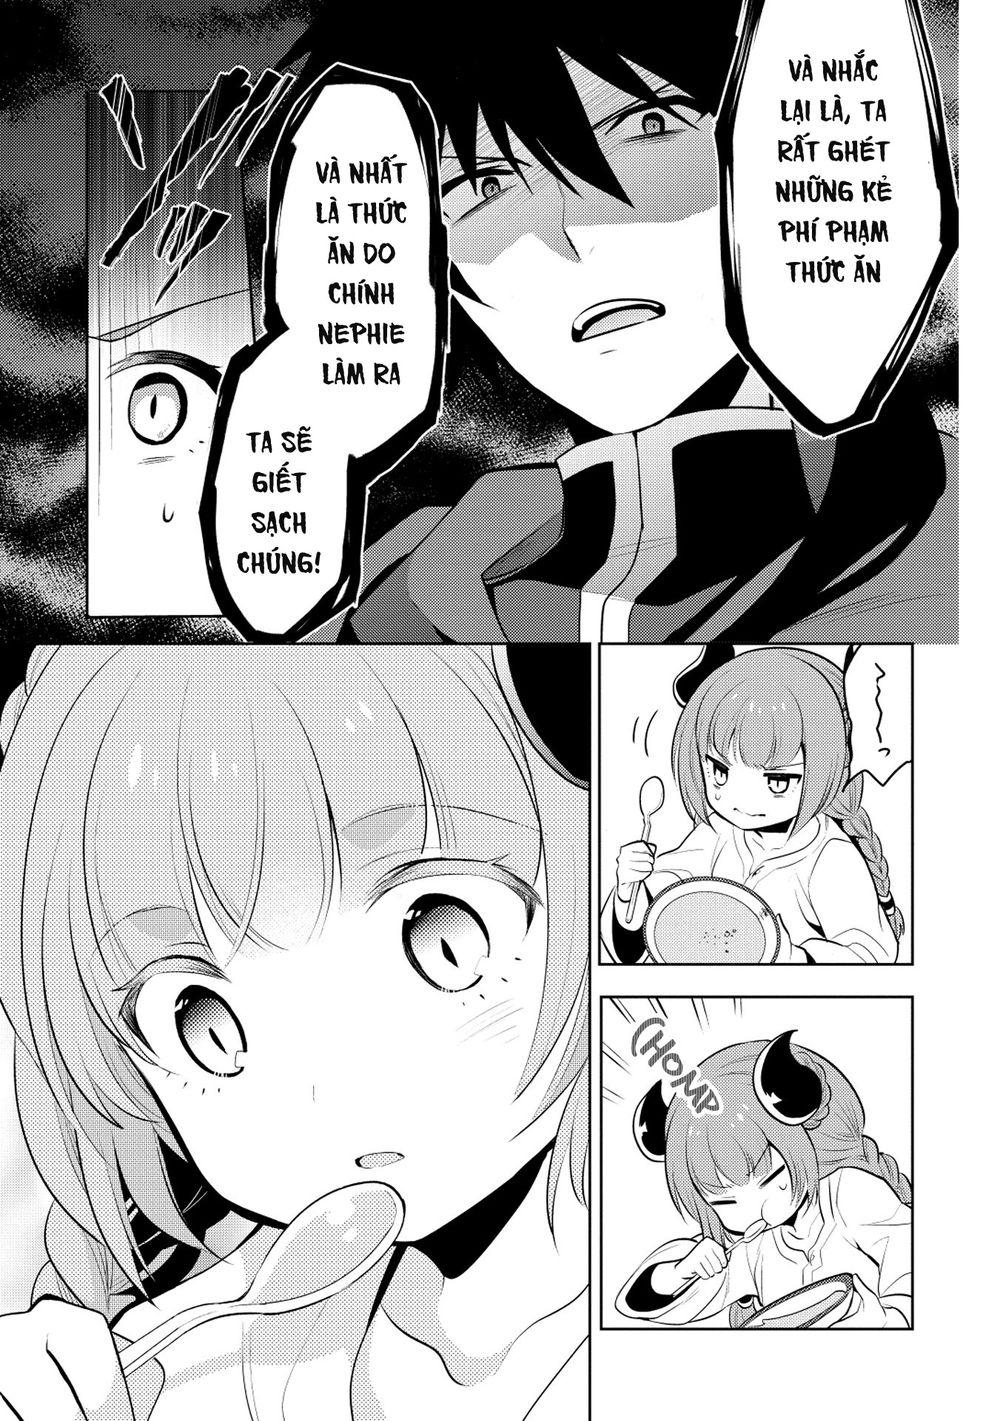 VÀ NHẮC
LẠI LÀ, TA
RẤT GHÉT
NHỮNG KẺ
PHÍ PHẠM
THỨC ĂN
VÀ NHẤT
LÀ THỨC
ĂN DO
CHÍNH
NEPHIE
LÀM RA
TA SẼ
GIẾT
SẠCH
CHÚNG!
CHOMP